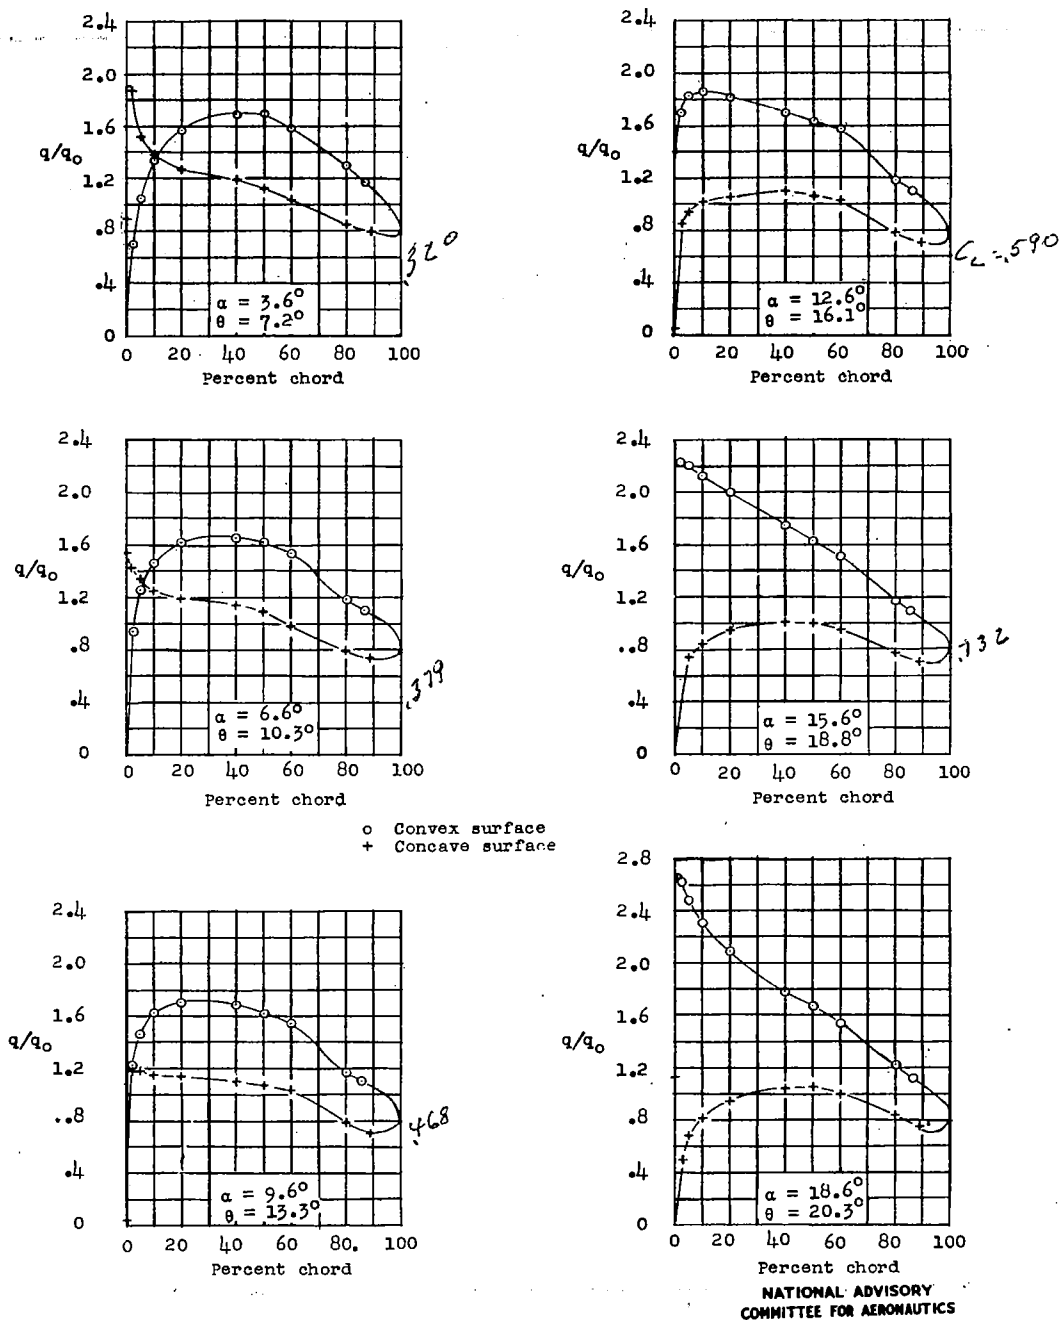 2.4
2.0
1.6
q/q₀
1.2
.8
.4
0
.320
α = 3.6°
θ = 7.2°
0 20 40 60 80 100
Percent chord
2.4
2.0
1.6
q/q₀
1.2
.8
.4
0
C_L = .590
α = 12.6°
θ = 16.1°
0 20 40 60 80 100
Percent chord
2.4
2.0
1.6
q/q₀
1.2
.8
.4
0
.379
α = 6.6°
θ = 10.3°
0 20 40 60 80 100
Percent chord
2.4
2.0
1.6
q/q₀
1.2
.8
.4
0
.732
α = 15.6°
θ = 18.8°
0 20 40 60 80 100
Percent chord
o Convex surface
+ Concave surface
2.4
2.0
1.6
q/q₀
1.2
.8
.4
0
.468
α = 9.6°
θ = 13.3°
0 20 40 60 80. 100
Percent chord
2.8
2.4
2.0
1.6
q/q₀
1.2
.8
.4
0
α = 18.6°
θ = 20.3°
0 20 40 60 80 100
Percent chord
NATIONAL ADVISORY
COMMITTEE FOR AERONAUTICS